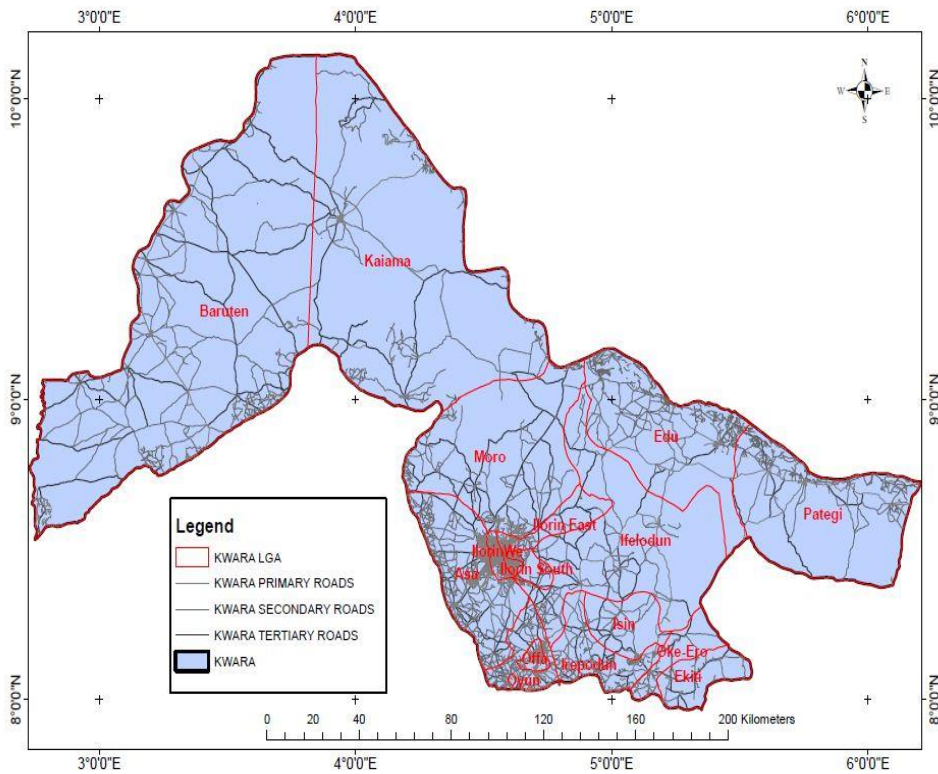 3°0'0"E 4°0'0"E 5°0'0"E 6°0'0"E
N
W E
S
10°0'0"N 10°0'0"N
Kaiama
Baruten
9°0'0"N 9°0'0"N
Edu
Moro
Pategi
Ilorin East
Ifelodun
IlorinWe
Ilorin South
Asa
Isin
Oke-Ero
Offa
Irepodun
Ekiti
Oyun
8°0'0"N 8°0'0"N
Legend
KWARA LGA
KWARA PRIMARY ROADS
KWARA SECONDARY ROADS
KWARA TERTIARY ROADS
KWARA
0 20 40 80 120 160 200 Kilometers
3°0'0"E 4°0'0"E 5°0'0"E 6°0'0"E